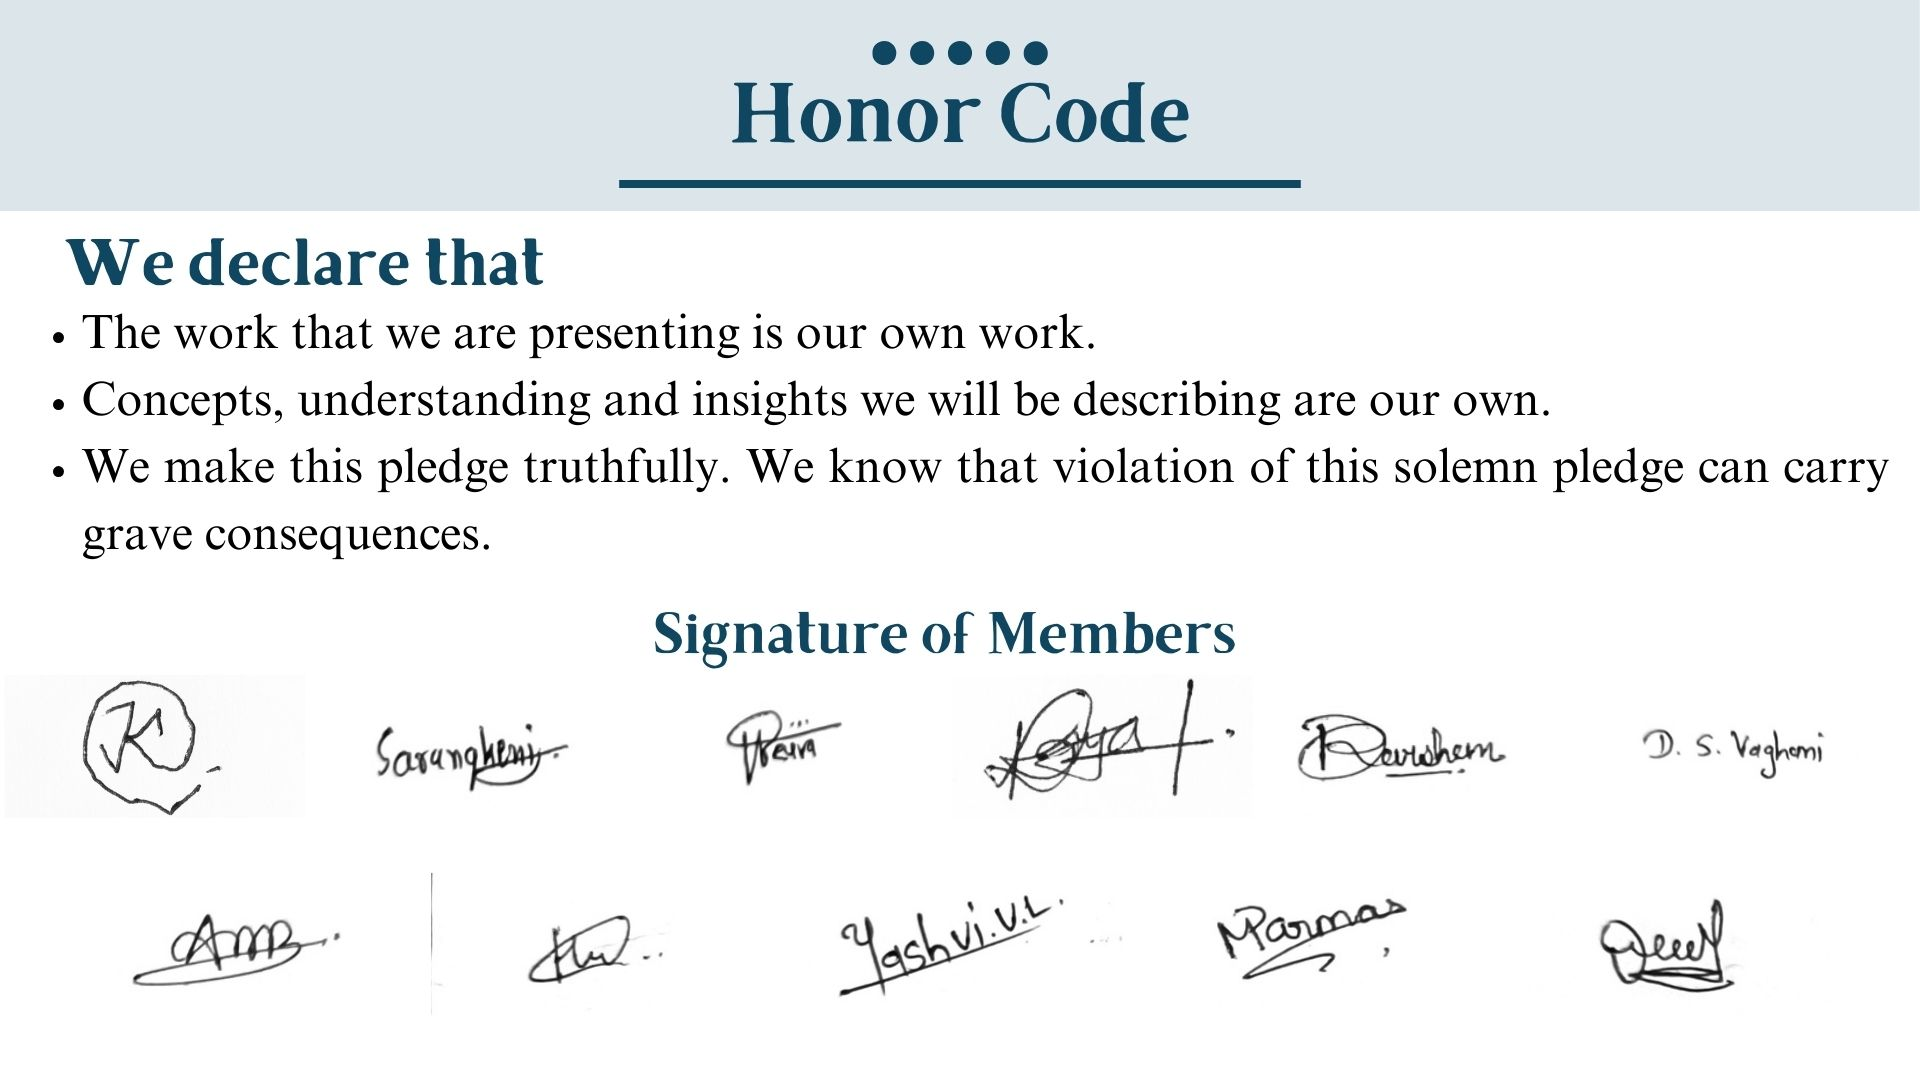 Honor Code
We declare that
• The work that we are presenting is our own work.
• Concepts, understanding and insights we will be describing are our own.
• We make this pledge truthfully. We know that violation of this solemn pledge can carry
grave consequences.
Signature of Members
D. S. Vaghani
Yashvi.V.L.